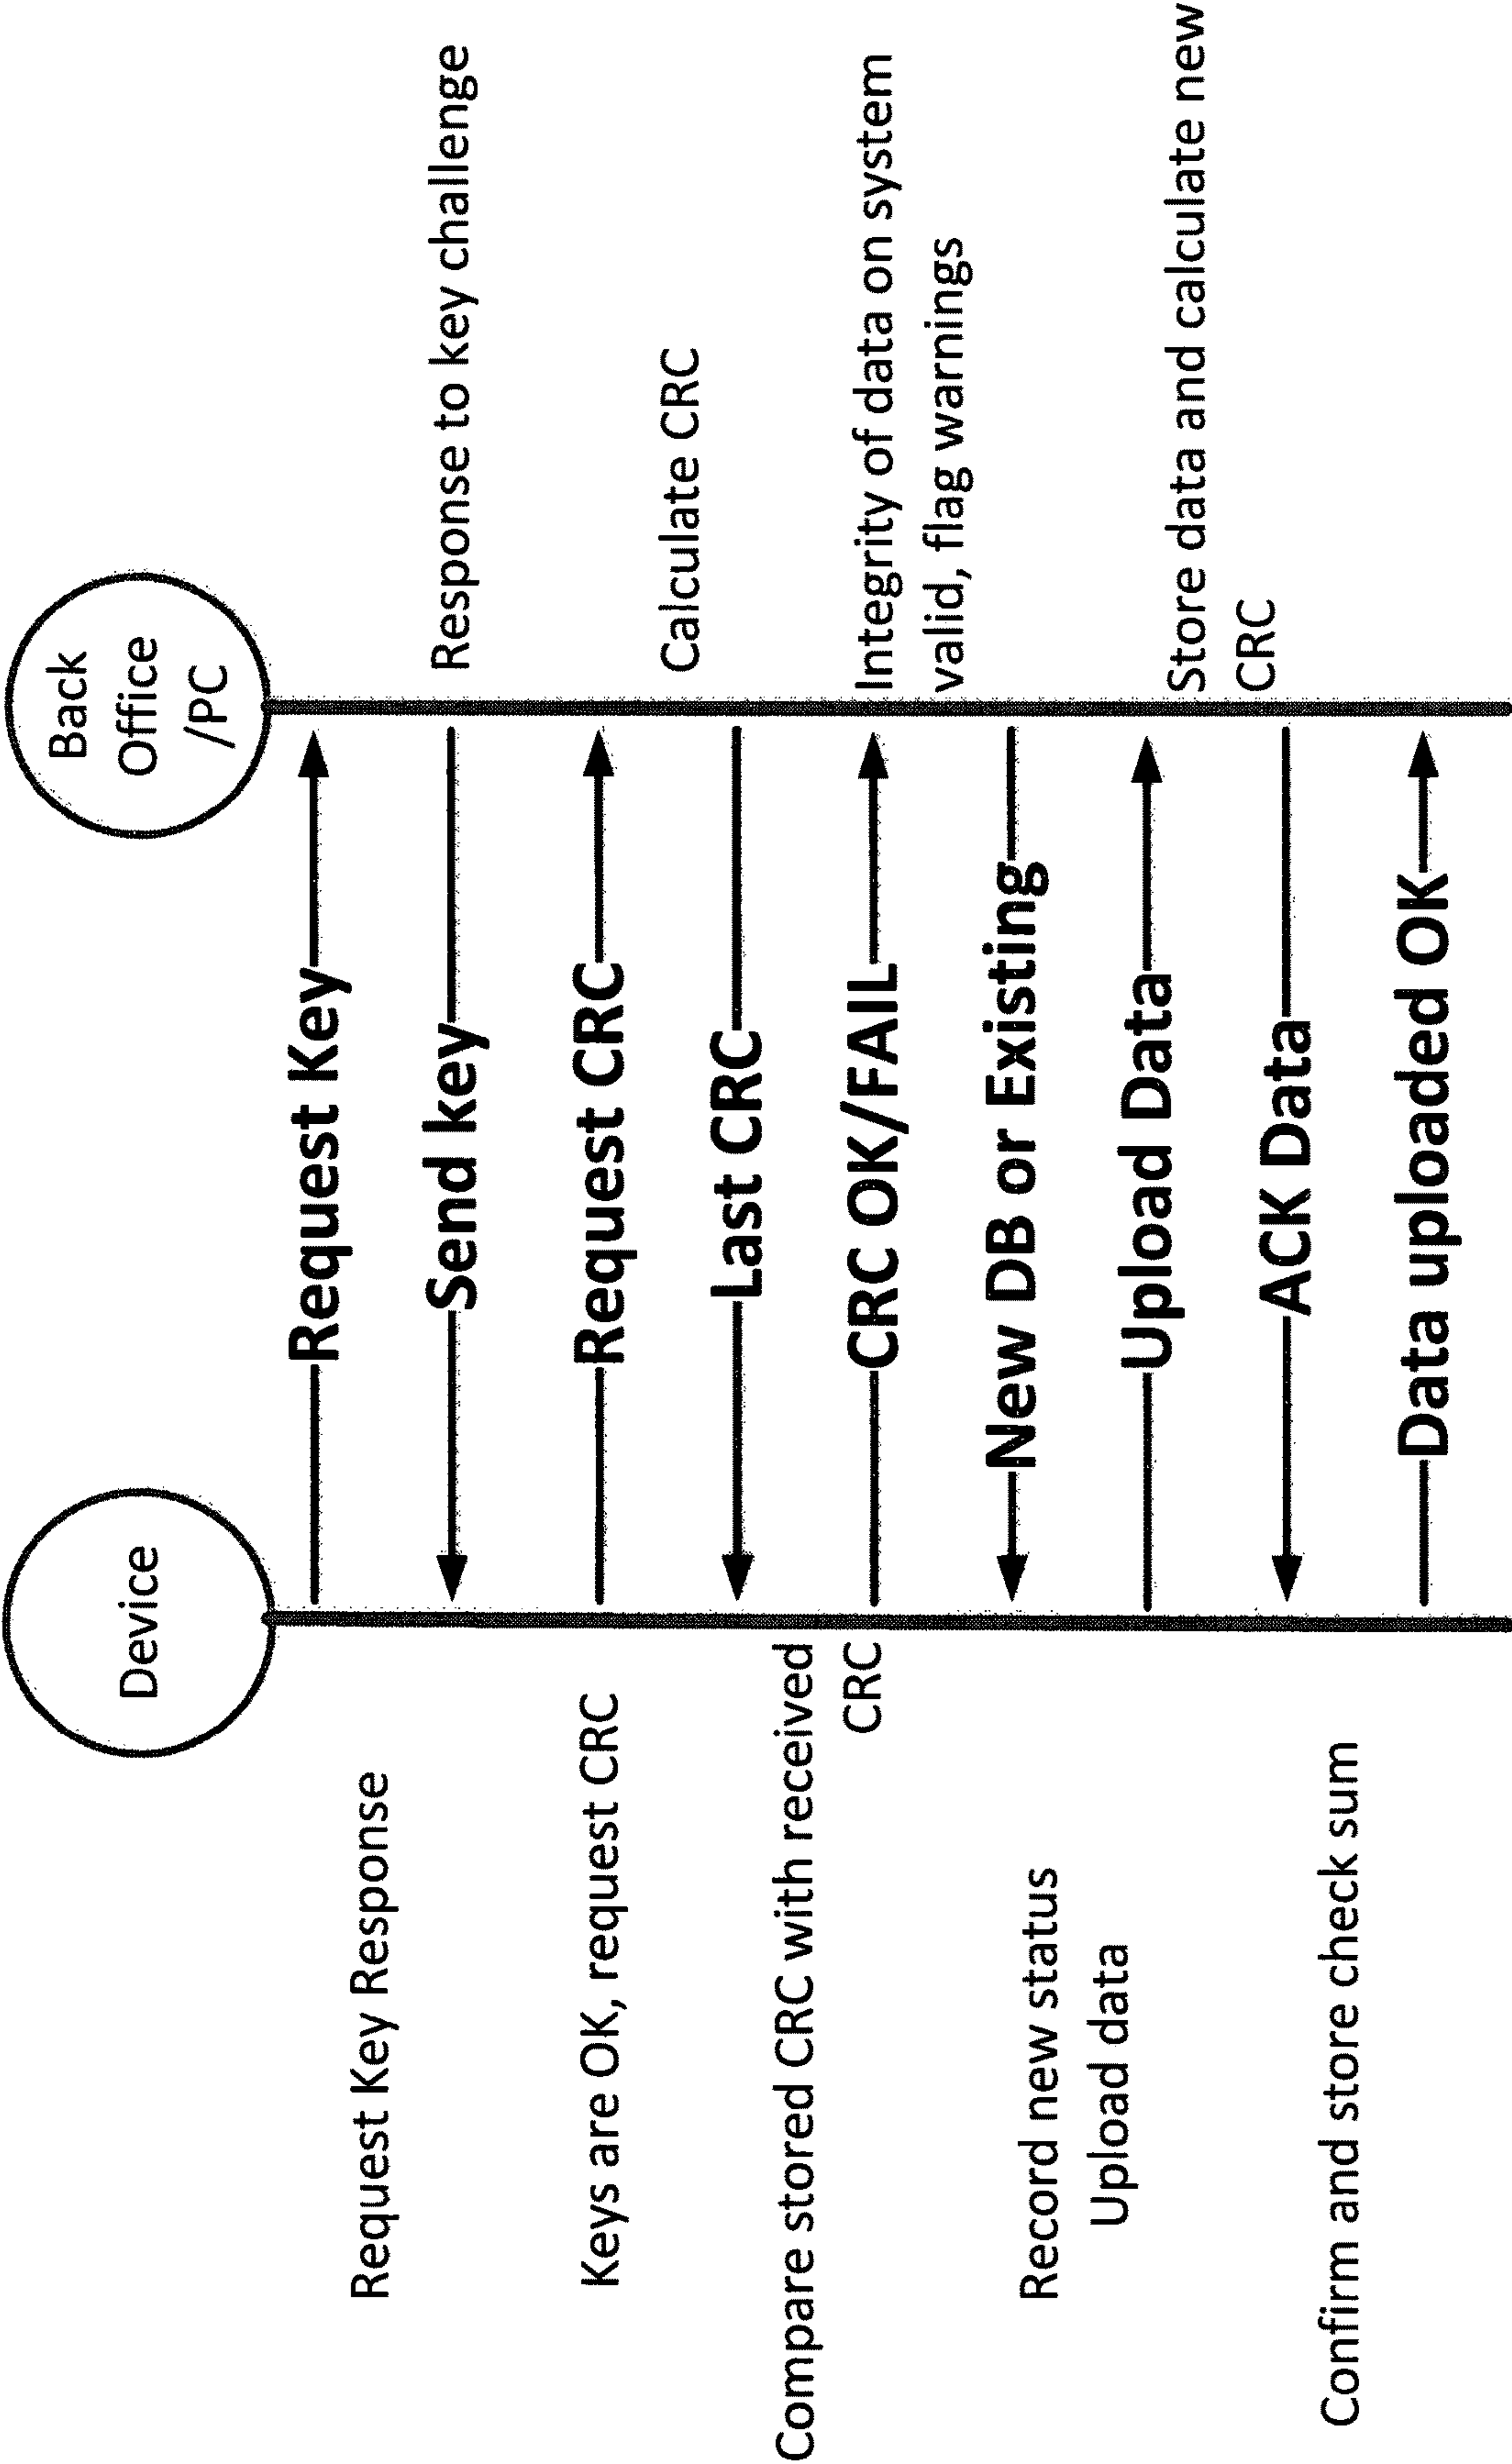 Device
Back
Office
/PC
Request Key
Request Key Response
Send key
Response to key challenge
Request CRC
Keys are OK, request CRC
Calculate CRC
Last CRC
Compare stored CRC with received
CRC
CRC OK/FAIL
Integrity of data on system
valid, flag warnings
New DB or Existing
Record new status
Upload data
Upload Data
Store data and calculate new
CRC
ACK Data
Confirm and store check sum
Data uploaded OK